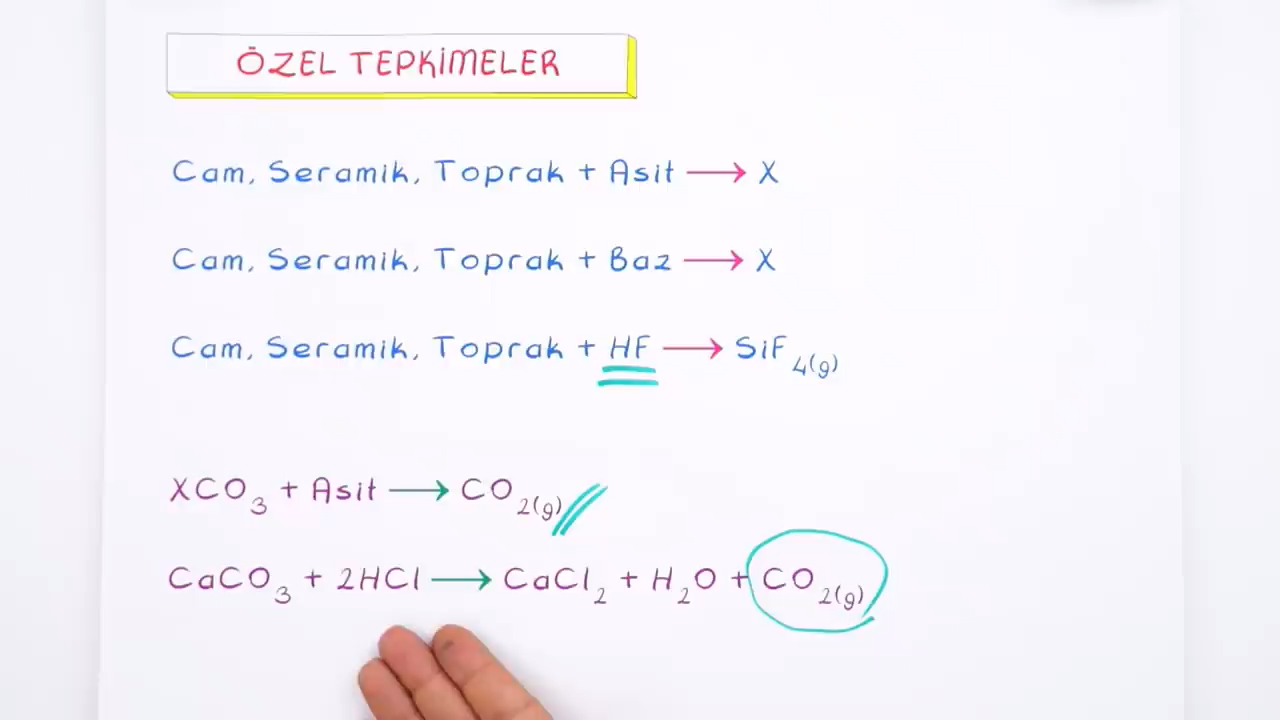 ÖZEL TEPKİMELER
Cam, Seramik, Toprak + Asit → X
Cam, Seramik, Toprak + Baz → X
Cam, Seramik, Toprak + HF → SiF4(g)
XCO3 + Asit → CO2(g)
CaCO3 + 2HCl → CaCl2 + H2O + CO2(g)